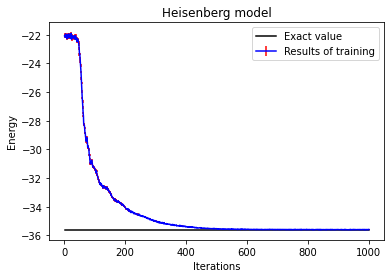 Heisenberg model
Exact value
Results of training
Energy
−22
−24
−26
−28
−30
−32
−34
−36
0
200
400
600
800
1000
Iterations